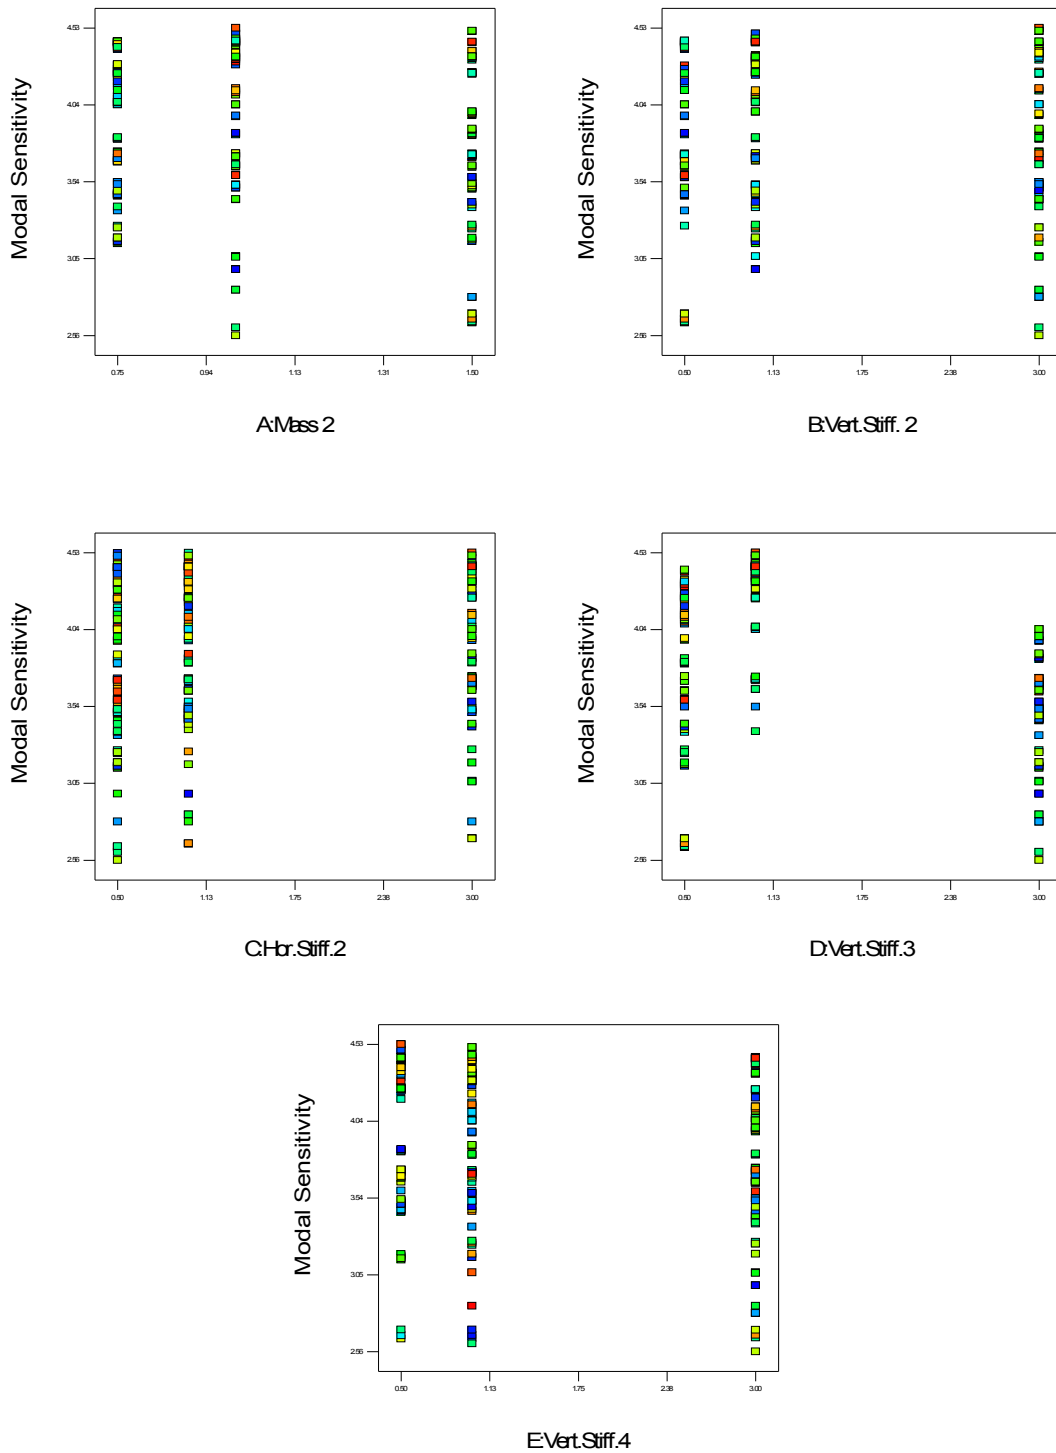 4.53
4.04
3.54
3.05
2.56
Modal Sensitivity
0.75 0.94 1.13 1.31 1.50
A:Mass 2
4.53
4.04
3.54
3.05
2.56
Modal Sensitivity
0.50 1.13 1.75 2.38 3.00
B:Vert.Stiff. 2
4.53
4.04
3.54
3.05
2.56
Modal Sensitivity
0.50 1.13 1.75 2.38 3.00
C:Hor.Stiff.2
4.53
4.04
3.54
3.05
2.56
Modal Sensitivity
0.50 1.13 1.75 2.38 3.00
D:Vert.Stiff.3
4.53
4.04
3.54
3.05
2.56
Modal Sensitivity
0.50 1.13 1.75 2.38 3.00
E:Vert.Stiff.4